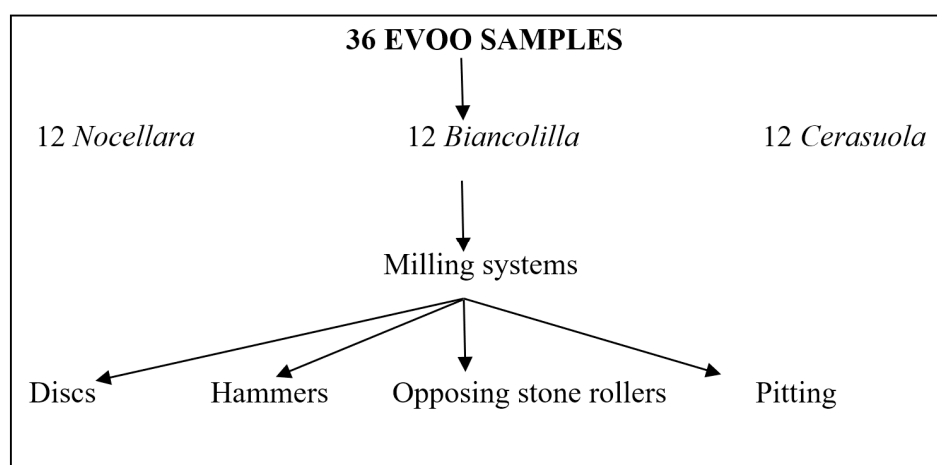 36 EVOO SAMPLES
12 Nocellara 12 Biancolilla 12 Cerasuola
Milling systems
Discs Hammers Opposing stone rollers Pitting